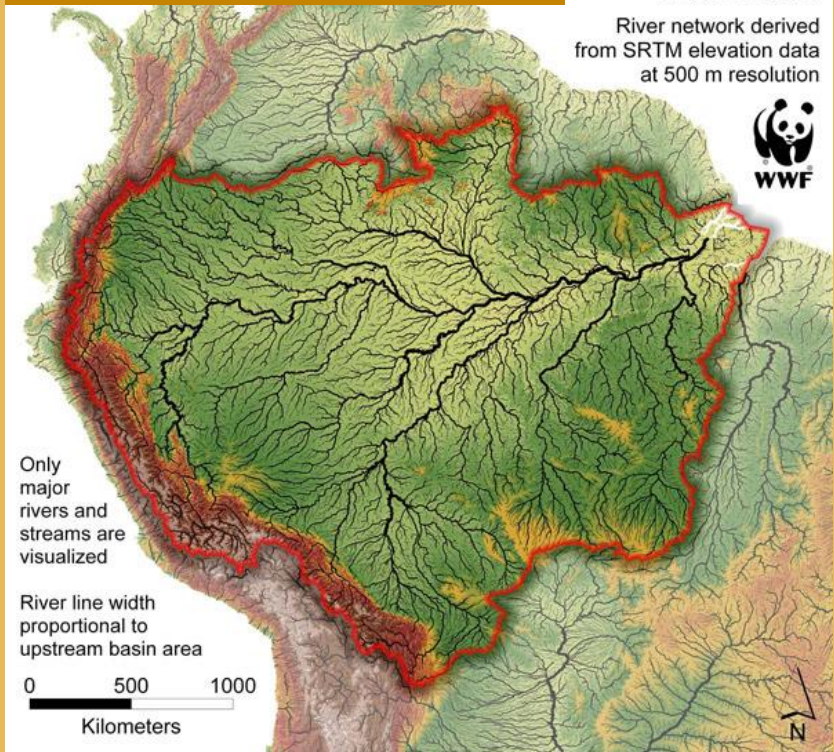 River network derived
from SRTM elevation data
at 500 m resolution
WWF
Only
major
rivers and
streams are
visualized
River line width
proportional to
upstream basin area
0 500 1000
Kilometers
N